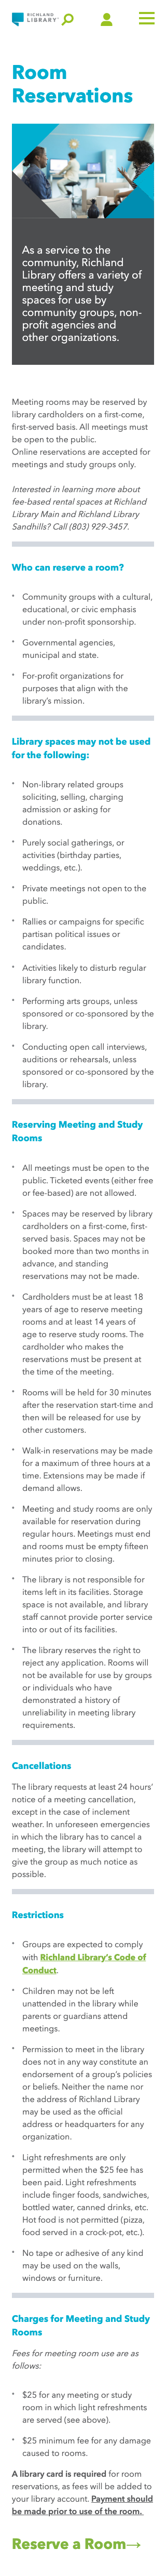 RICHLAND
LIBRARY
Room
Reservations
As a service to the
community, Richland
Library offers a variety of
meeting and study
spaces for use by
community groups, non-
profit agencies and
other organizations.
Meeting rooms may be reserved by
library cardholders on a first-come,
first-served basis. All meetings must
be open to the public.
Online reservations are accepted for
meetings and study groups only.
Interested in learning more about
fee-based rental spaces at Richland
Library Main and Richland Library
Sandhills? Call (803) 929-3457.
Who can reserve a room?
* Community groups with a cultural,
educational, or civic emphasis
under non-profit sponsorship.
* Governmental agencies,
municipal and state.
* For-profit organizations for
purposes that align with the
library's mission.
Library spaces may not be used
for the following:
* Non-library related groups
soliciting, selling, charging
admission or asking for
donations.
* Purely social gatherings, or
activities (birthday parties,
weddings, etc.).
* Private meetings not open to the
public.
* Rallies or campaigns for specific
partisan political issues or
candidates.
* Activities likely to disturb regular
library function.
* Performing arts groups, unless
sponsored or co-sponsored by the
library.
* Conducting open call interviews,
auditions or rehearsals, unless
sponsored or co-sponsored by the
library.
Reserving Meeting and Study
Rooms
* All meetings must be open to the
public. Ticketed events (either free
or fee-based) are not allowed.
* Spaces may be reserved by library
cardholders on a first-come, first-
served basis. Spaces may not be
booked more than two months in
advance, and standing
reservations may not be made.
* Cardholders must be at least 18
years of age to reserve meeting
rooms and at least 14 years of
age to reserve study rooms. The
cardholder who makes the
reservations must be present at
the time of the meeting.
* Rooms will be held for 30 minutes
after the reservation start-time and
then will be released for use by
other customers.
* Walk-in reservations may be made
for a maximum of three hours at a
time. Extensions may be made if
demand allows.
* Meeting and study rooms are only
available for reservation during
regular hours. Meetings must end
and rooms must be empty fifteen
minutes prior to closing.
* The library is not responsible for
items left in its facilities. Storage
space is not available, and library
staff cannot provide porter service
into or out of its facilities.
* The library reserves the right to
reject any application. Rooms will
not be available for use by groups
or individuals who have
demonstrated a history of
unreliability in meeting library
requirements.
Cancellations
The library requests at least 24 hours'
notice of a meeting cancellation,
except in the case of inclement
weather. In unforeseen emergencies
in which the library has to cancel a
meeting, the library will attempt to
give the group as much notice as
possible.
Restrictions
* Groups are expected to comply
with Richland Library's Code of
Conduct.
* Children may not be left
unattended in the library while
parents or guardians attend
meetings.
* Permission to meet in the library
does not in any way constitute an
endorsement of a group's policies
or beliefs. Neither the name nor
the address of Richland Library
may be used as the official
address or headquarters for any
organization.
* Light refreshments are only
permitted when the $25 fee has
been paid. Light refreshments
include finger foods, sandwiches,
bottled water, canned drinks, etc.
Hot food is not permitted (pizza,
food served in a crock-pot, etc.).
* No tape or adhesive of any kind
may be used on the walls,
windows or furniture.
Charges for Meeting and Study
Rooms
Fees for meeting room use are as
follows:
* $25 for any meeting or study
room in which light refreshments
are served (see above).
* $25 minimum fee for any damage
caused to rooms.
A library card is required for room
reservations, as fees will be added to
your library account. Payment should
be made prior to use of the room.
Reserve a Room→